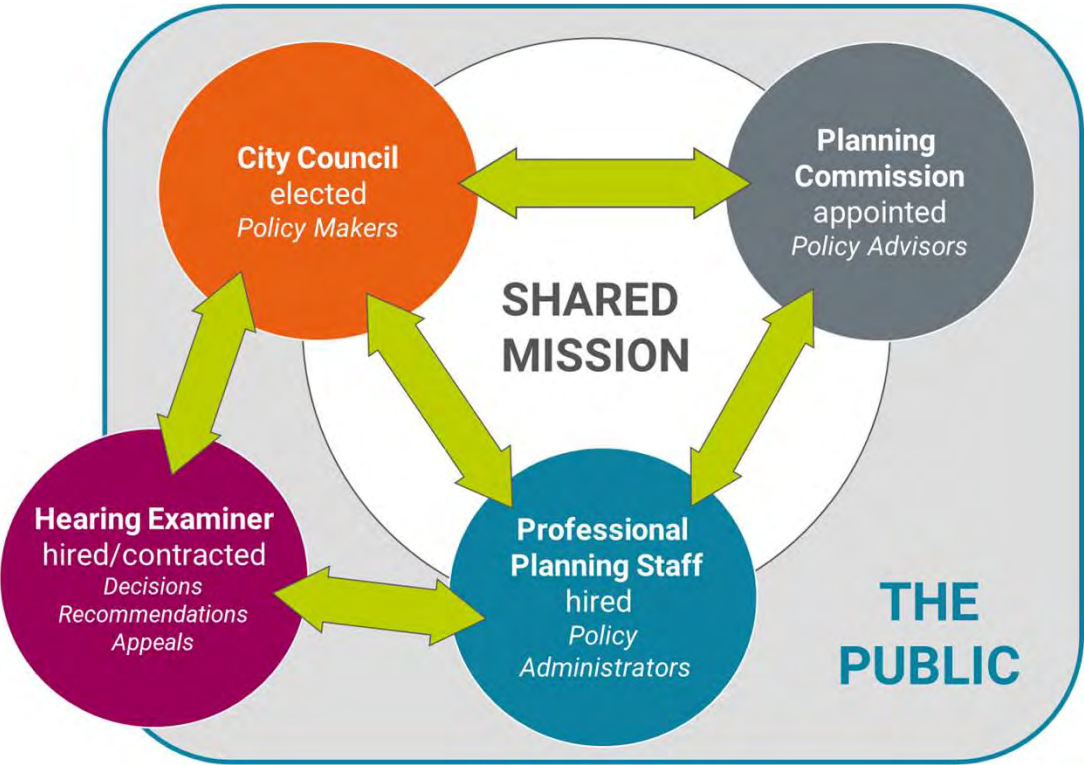 City Council
elected
Policy Makers
Planning
Commission
appointed
Policy Advisors
SHARED
MISSION
Hearing Examiner
hired/contracted
Decisions
Recommendations
Appeals
Professional
Planning Staff
hired
Policy
Administrators
THE
PUBLIC